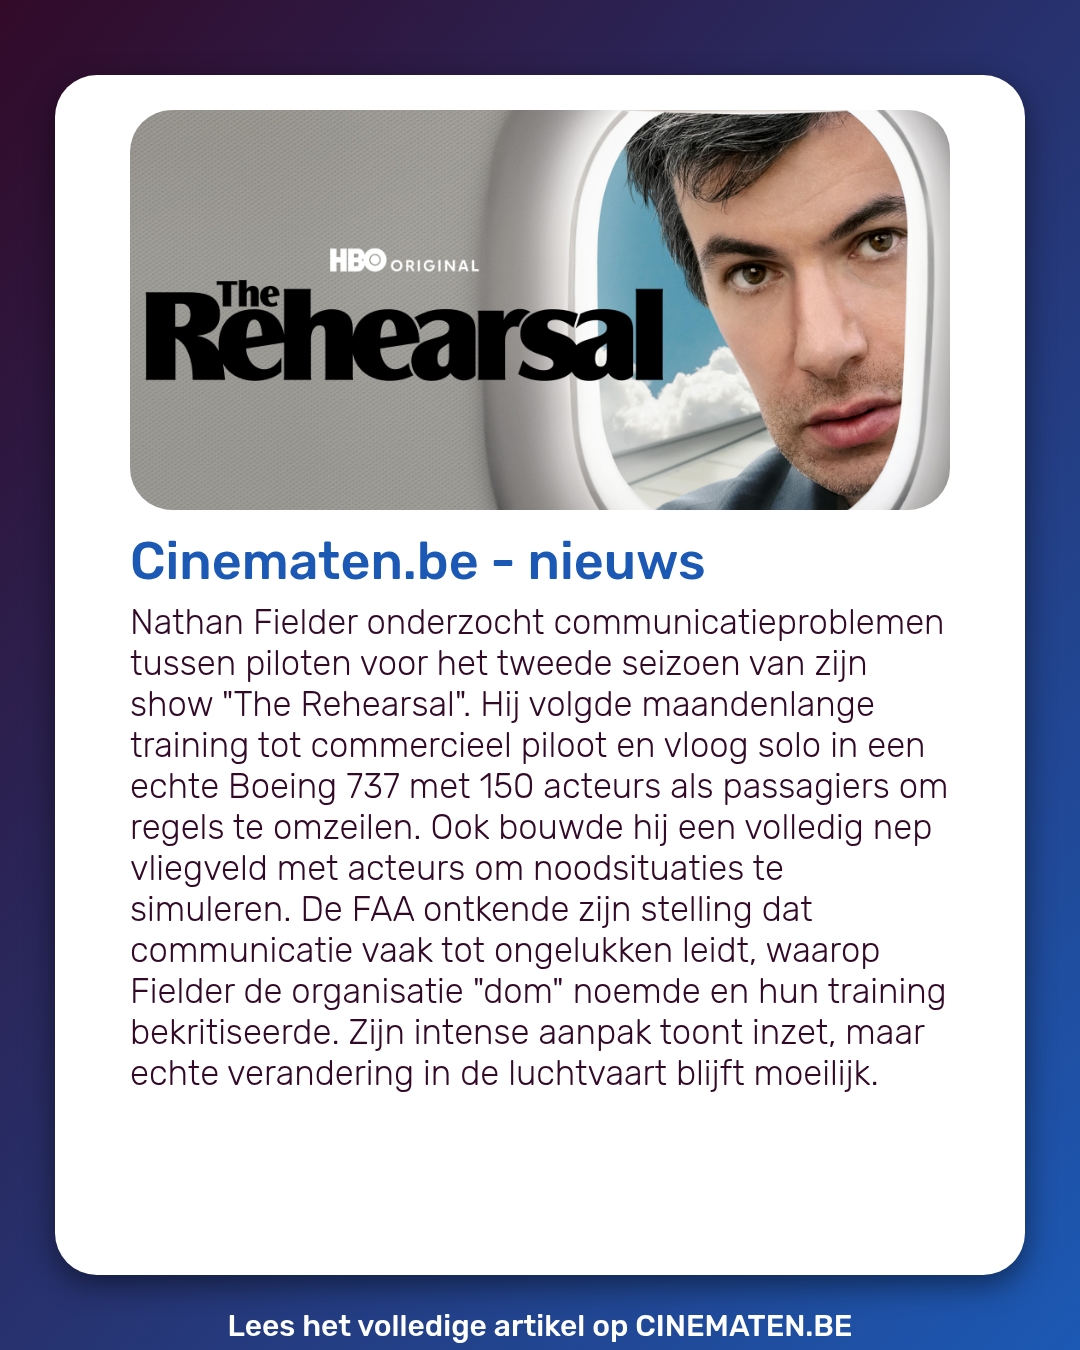 HBO ORIGINAL
The
Rehearsal
Cinematen.be - nieuws
Nathan Fielder onderzocht communicatieproblemen
tussen piloten voor het tweede seizoen van zijn
show "The Rehearsal". Hij volgde maandenlange
training tot commercieel piloot en vloog solo in een
echte Boeing 737 met 150 acteurs als passagiers om
regels te omzeilen. Ook bouwde hij een volledig nep
vliegveld met acteurs om noodsituaties te
simuleren. De FAA ontkende zijn stelling dat
communicatie vaak tot ongelukken leidt, waarop
Fielder de organisatie "dom" noemde en hun training
bekritiseerde. Zijn intense aanpak toont inzet, maar
echte verandering in de luchtvaart blijft moeilijk.
Lees het volledige artikel op CINEMATEN.BE